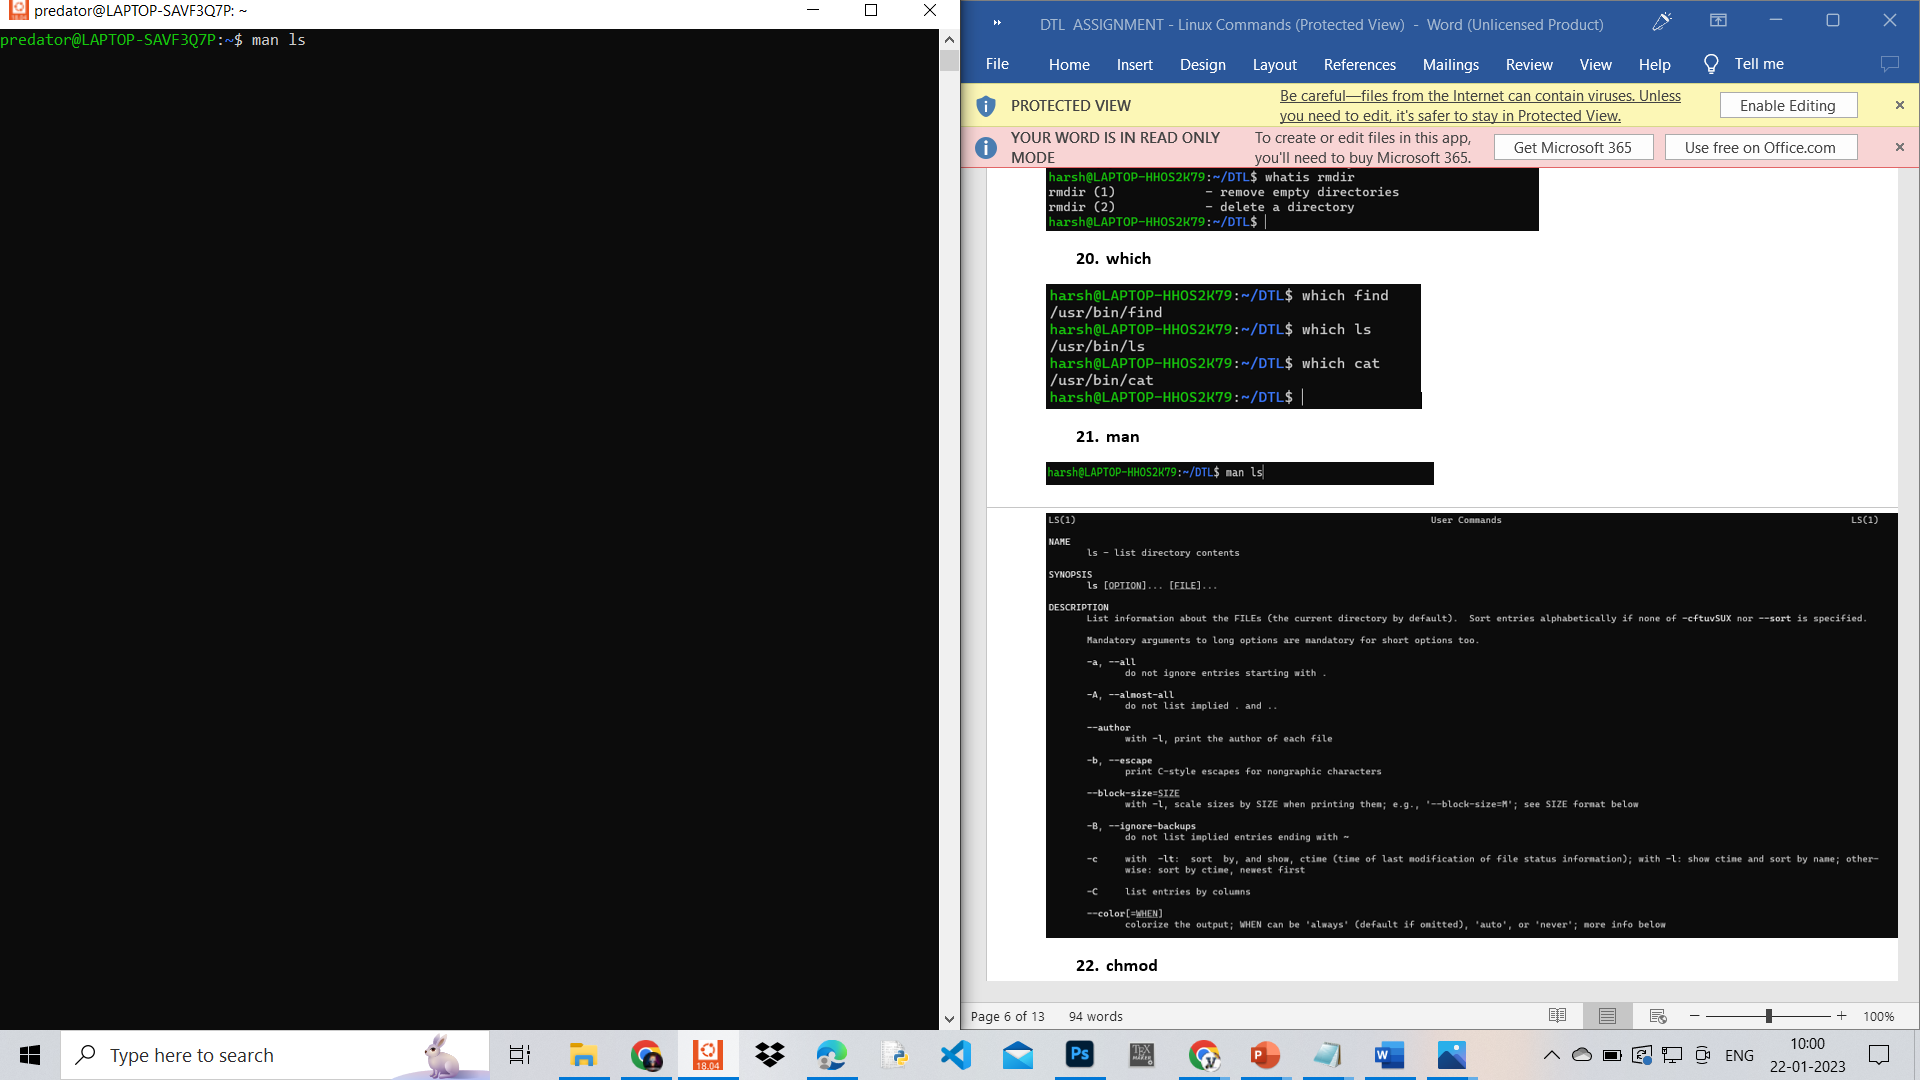 predator@LAPTOP-SAVF3Q7P: ~
predator@LAPTOP-SAVF3Q7P:~$ man ls
DTL ASSIGNMENT - Linux Commands (Protected View) - Word (Unlicensed Product)
File Home Insert Design Layout References Mailings Review View Help Tell me
PROTECTED VIEW
Be careful—files from the Internet can contain viruses. Unless
you need to edit, it's safer to stay in Protected View.
Enable Editing
YOUR WORD IS IN READ ONLY
MODE
To create or edit files in this app,
you'll need to buy Microsoft 365.
Get Microsoft 365
Use free on Office.com
harsh@LAPTOP-HHOS2K79:~/DTL$ whatis rmdir
rmdir (1) - remove empty directories
rmdir (2) - delete a directory
harsh@LAPTOP-HHOS2K79:~/DTL$
20. which
harsh@LAPTOP-HHOS2K79:~/DTL$ which find
/usr/bin/find
harsh@LAPTOP-HHOS2K79:~/DTL$ which ls
/usr/bin/ls
harsh@LAPTOP-HHOS2K79:~/DTL$ which cat
/usr/bin/cat
harsh@LAPTOP-HHOS2K79:~/DTL$
21. man
harsh@LAPTOP-HHOS2K79:~/DTL$ man ls
LS(1) User Commands LS(1)
NAME
ls - list directory contents
SYNOPSIS
ls [OPTION]... [FILE]...
DESCRIPTION
List information about the FILEs (the current directory by default). Sort entries alphabetically if none of -cftuvSUX nor --sort is specified.
Mandatory arguments to long options are mandatory for short options too.
-a, --all
do not ignore entries starting with .
-A, --almost-all
do not list implied . and ..
--author
with -l, print the author of each file
-b, --escape
print C-style escapes for nongraphic characters
--block-size=SIZE
with -l, scale sizes by SIZE when printing them; e.g., '--block-size=M'; see SIZE format below
-B, --ignore-backups
do not list implied entries ending with ~
-c with -lt: sort by, and show, ctime (time of last modification of file status information); with -l: show ctime and sort by name; other-
wise: sort by ctime, newest first
-C list entries by columns
--color[=WHEN]
colorize the output; WHEN can be 'always' (default if omitted), 'auto', or 'never'; more info below
22. chmod
Page 6 of 13 94 words
100%
Type here to search
18.04
Ps
TEX
MAKER
P
W
ENG
10:00
22-01-2023